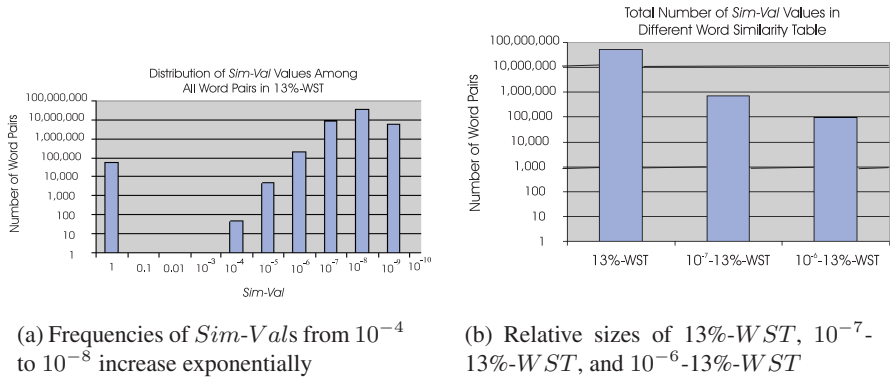 Distribution of Sim-Val Values Among
All Word Pairs in 13%-WST
Number of Word Pairs
100,000,000
10,000,000
1,000,000
100,000
10,000
1,000
100
10
1
1 0.1 0.01 10⁻³ 10⁻⁴ 10⁻⁵ 10⁻⁶ 10⁻⁷ 10⁻⁸ 10⁻⁹ 10⁻¹⁰
Sim-Val
(a) Frequencies of Sim-Vals from 10⁻⁴
to 10⁻⁸ increase exponentially
Total Number of Sim-Val Values in
Different Word Similarity Table
Number of Word Pairs
100,000,000
10,000,000
1,000,000
100,000
10,000
1,000
100
10
1
13%-WST 10⁻⁷-13%-WST 10⁻⁶-13%-WST
(b) Relative sizes of 13%-WST, 10⁻⁷-
13%-WST, and 10⁻⁶-13%-WST